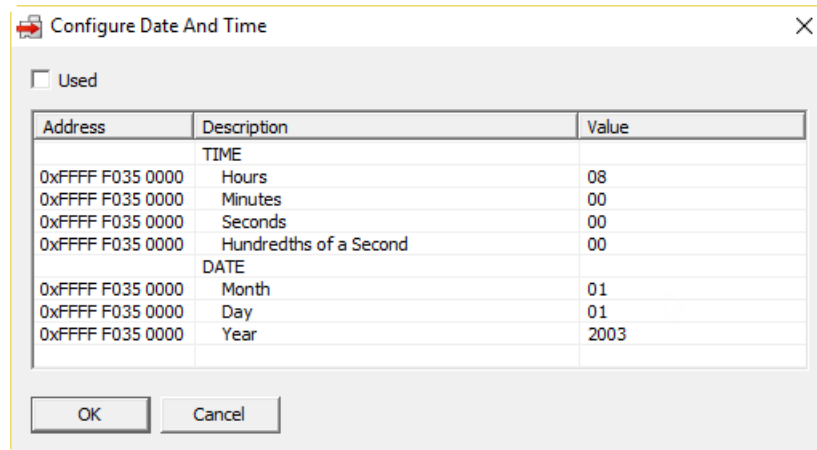 Configure Date And Time
Used
Address Description Value
TIME
0xFFFF F035 0000 Hours 08
0xFFFF F035 0000 Minutes 00
0xFFFF F035 0000 Seconds 00
0xFFFF F035 0000 Hundredths of a Second 00
DATE
0xFFFF F035 0000 Month 01
0xFFFF F035 0000 Day 01
0xFFFF F035 0000 Year 2003
OK Cancel